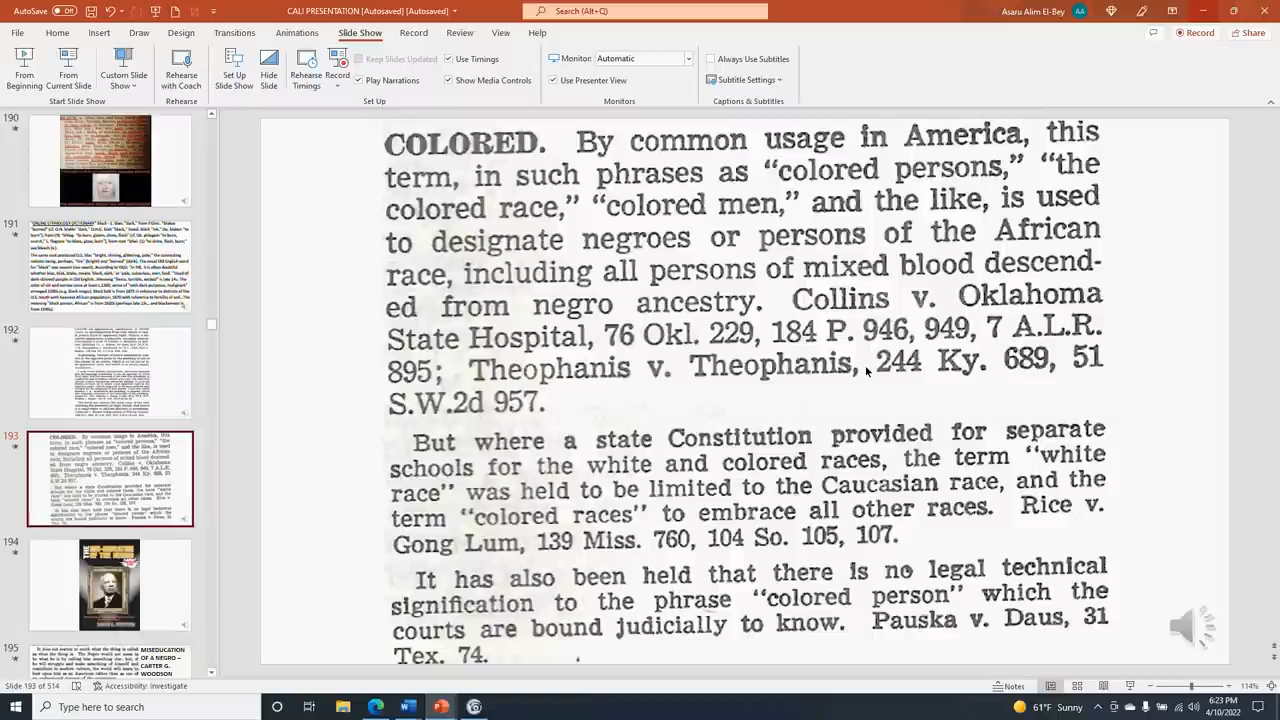 AutoSave Off
CALI PRESENTATION [Autosaved] [Autosaved]
Search (Alt+Q)
Asaru Alim El-Bey AA
File Home Insert Draw Design Transitions Animations Slide Show Record Review View Help
Record Share
From Beginning
From Current Slide
Custom Slide Show
Start Slide Show
Rehearse with Coach
Rehearse
Set Up Slide Show
Hide Slide
Rehearse Timings
Record
Keep Slides Updated
Play Narrations
Use Timings
Show Media Controls
Set Up
Monitor: Automatic
Use Presenter View
Monitors
Always Use Subtitles
Subtitle Settings
Captions & Subtitles
190
191
192
193
194
195
MISEDUCATION
OF A NEGRO –
CARTER G.
WOODSON
COLORED. By common usage in America, this
term, in such phrases as “colored persons,” “the
colored race,” “colored men,” and the like, is used
to designate negroes or persons of the African
race, including all persons of mixed blood descend-
ed from negro ancestry. Collins v. Oklahoma
State Hospital, 76 Okl. 229, 184 P. 946, 949, 7 A.L.R.
895; Theophanis v. Theophanis, 244 Ky. 689, 51
S.W.2d 957.
But where a state Constitution provided for separate
schools for the white and colored races, the term “white
race” was held to be limited to the Caucasian race, and the
term “colored races” to embrace all other races. Rice v.
Gong Lum, 139 Miss. 760, 104 So. 105, 107.
It has also been held that there is no legal technical
signification to the phrase “colored person” which the
courts are bound judicially to know. Pauska v. Daus, 31
Tex. 74.
Slide 193 of 514 Accessibility: Investigate
Notes 114%
Type here to search
61°F Sunny
6:23 PM
4/10/2022